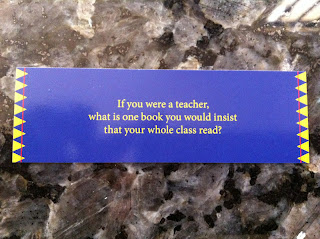 If you were a teacher,
what is one book you would insist
that your whole class read?